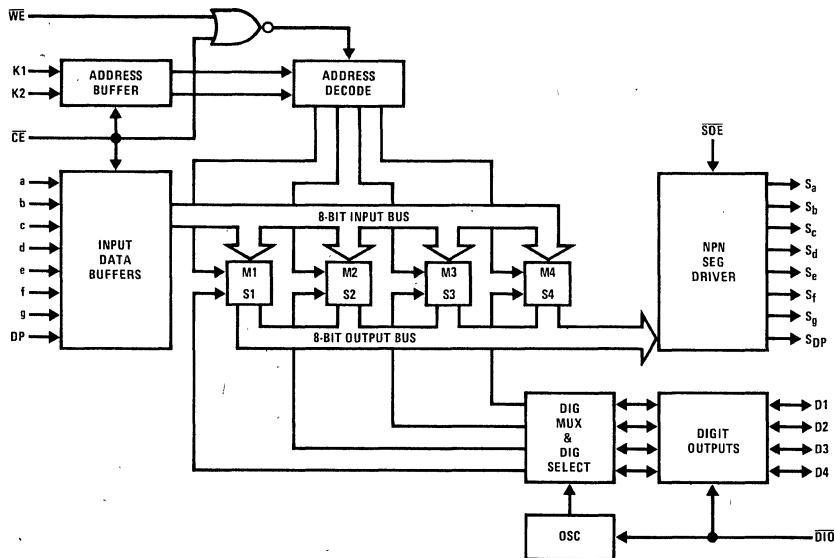 WE
K1
K2
ADDRESS
BUFFER
ADDRESS
DECODE
CE
SOE
a
b
c
d
e
f
g
DP
INPUT
DATA
BUFFERS
8-BIT INPUT BUS
M1
S1
M2
S2
M3
S3
M4
S4
8-BIT OUTPUT BUS
NPN
SEG
DRIVER
Sa
Sb
Sc
Sd
Se
Sf
Sg
SDP
DIG
MUX
&
DIG
SELECT
DIGIT
OUTPUTS
D1
D2
D3
D4
OSC
DIO